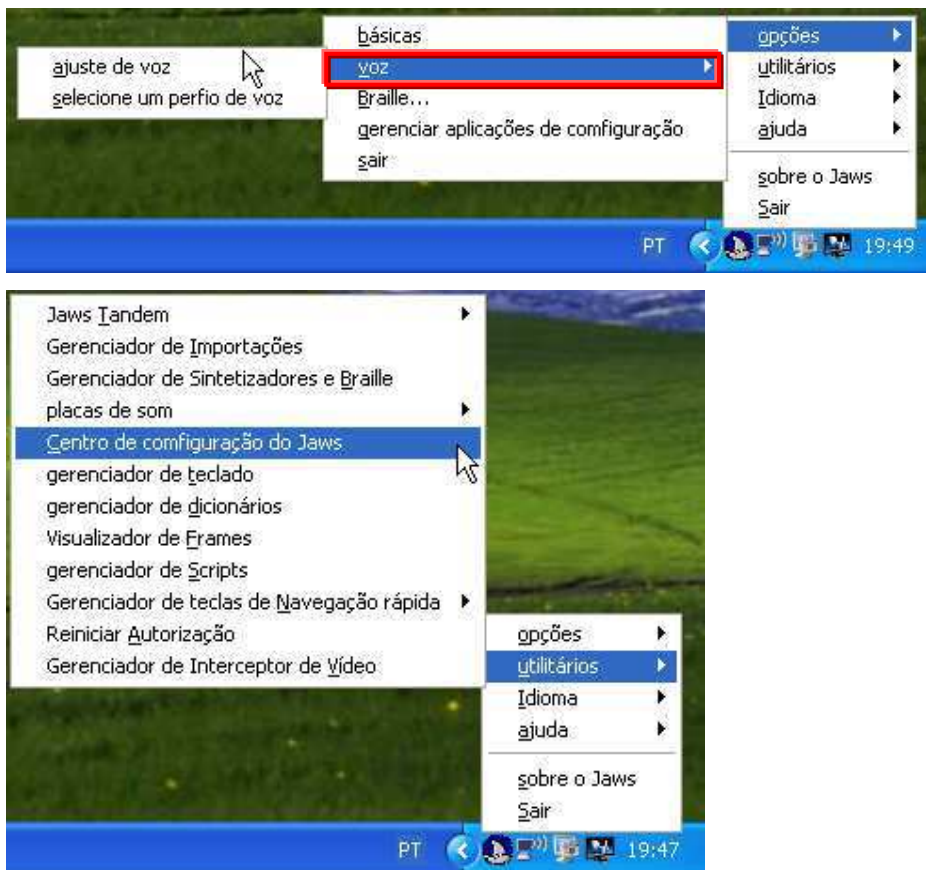 básicas
voz
Braille...
gerenciar aplicações de comfiguração
sair
ajuste de voz
selecione um perfio de voz
opções
utilitários
Idioma
ajuda
sobre o Jaws
Sair
PT
19:49
Jaws Tandem
Gerenciador de Importações
Gerenciador de Sintetizadores e Braille
placas de som
Centro de comfiguração do Jaws
gerenciador de teclado
gerenciador de dicionários
Visualizador de Frames
gerenciador de Scripts
Gerenciador de teclas de Navegação rápida
Reiniciar Autorização
Gerenciador de Interceptor de Vídeo
opções
utilitários
Idioma
ajuda
sobre o Jaws
Sair
PT
19:47